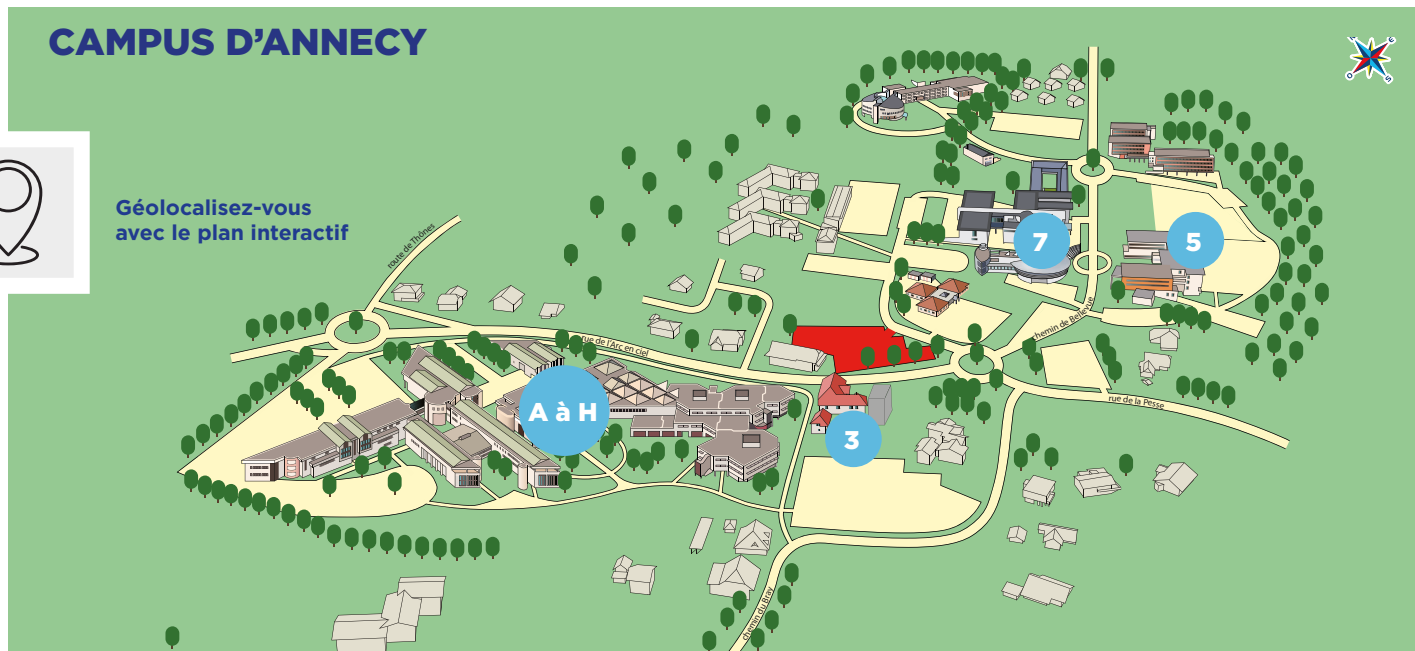 CAMPUS D'ANNECY
E
O
S
Géolocalisez-vous
avec le plan interactif
route de Thônes
7
5
chemin de Bellevue
rue de l'Arc en ciel
rue de la Pesse
A à H
3
chemin du Bray